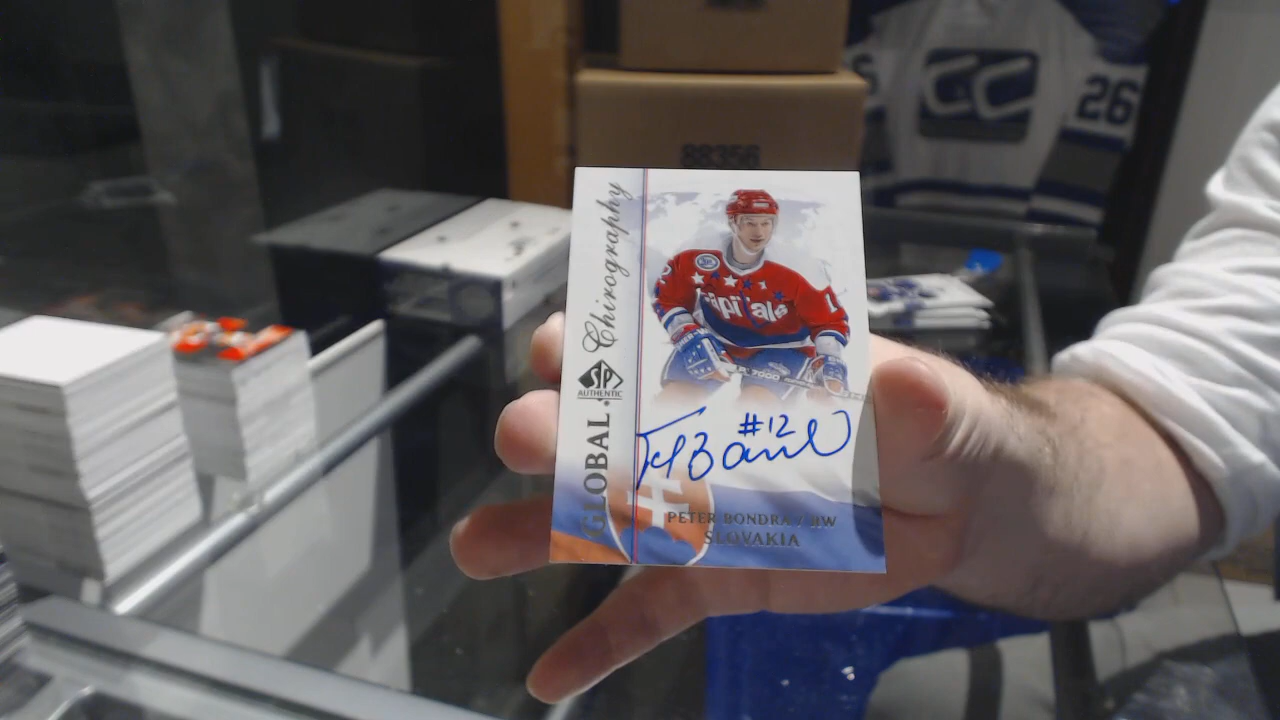 88356
26
GLOBAL Chirography
SP
AUTHENTIC
Capitals
#12
PETER BONDRA / RW
SLOVAKIA